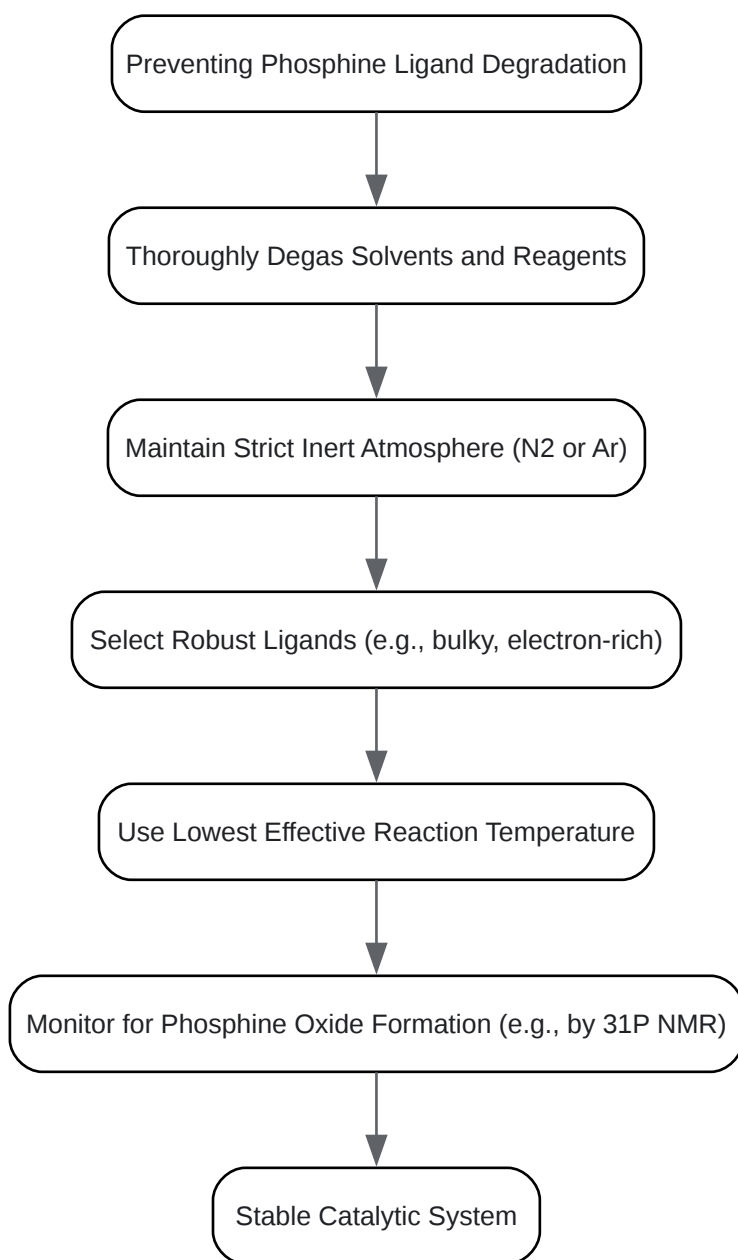 Preventing Phosphine Ligand Degradation
Thoroughly Degas Solvents and Reagents
Maintain Strict Inert Atmosphere (N2 or Ar)
Select Robust Ligands (e.g., bulky, electron-rich)
Use Lowest Effective Reaction Temperature
Monitor for Phosphine Oxide Formation (e.g., by 31P NMR)
Stable Catalytic System